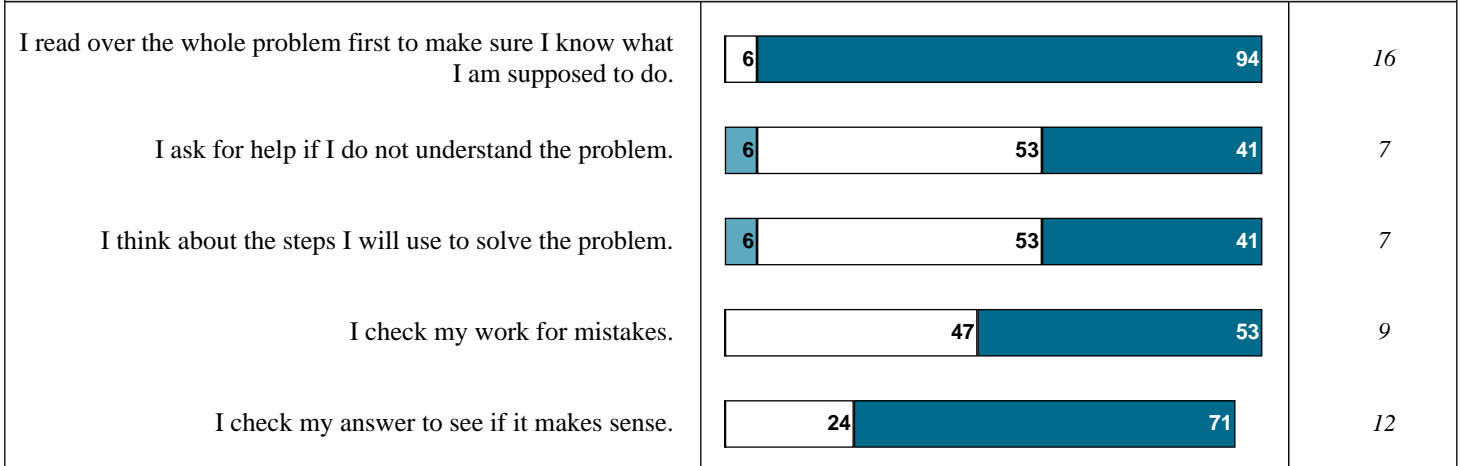 I read over the whole problem first to make sure I know what
I am supposed to do.
6 94 16
I ask for help if I do not understand the problem.
6 53 41 7
I think about the steps I will use to solve the problem.
6 53 41 7
I check my work for mistakes.
47 53 9
I check my answer to see if it makes sense.
24 71 12